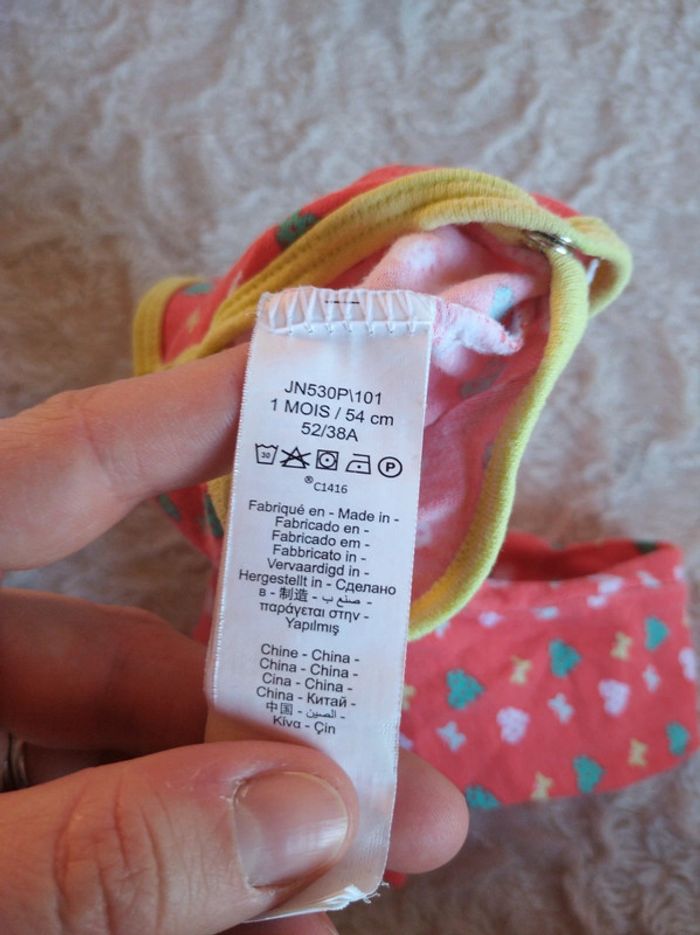 JN530P\101
1 MOIS / 54 cm
52/38A
30 P
®C1416
Fabriqué en - Made in -
Fabricado en -
Fabricado em -
Fabbricato in -
Vervaardigd in -
Hergestellt in - Сделано
в - 制造 - صنع ب -
παράγεται στην -
Yapılmış
Chine - China -
China - China -
Cina - China -
China - Китай -
中国 - الصين -
Κίνα - Çin